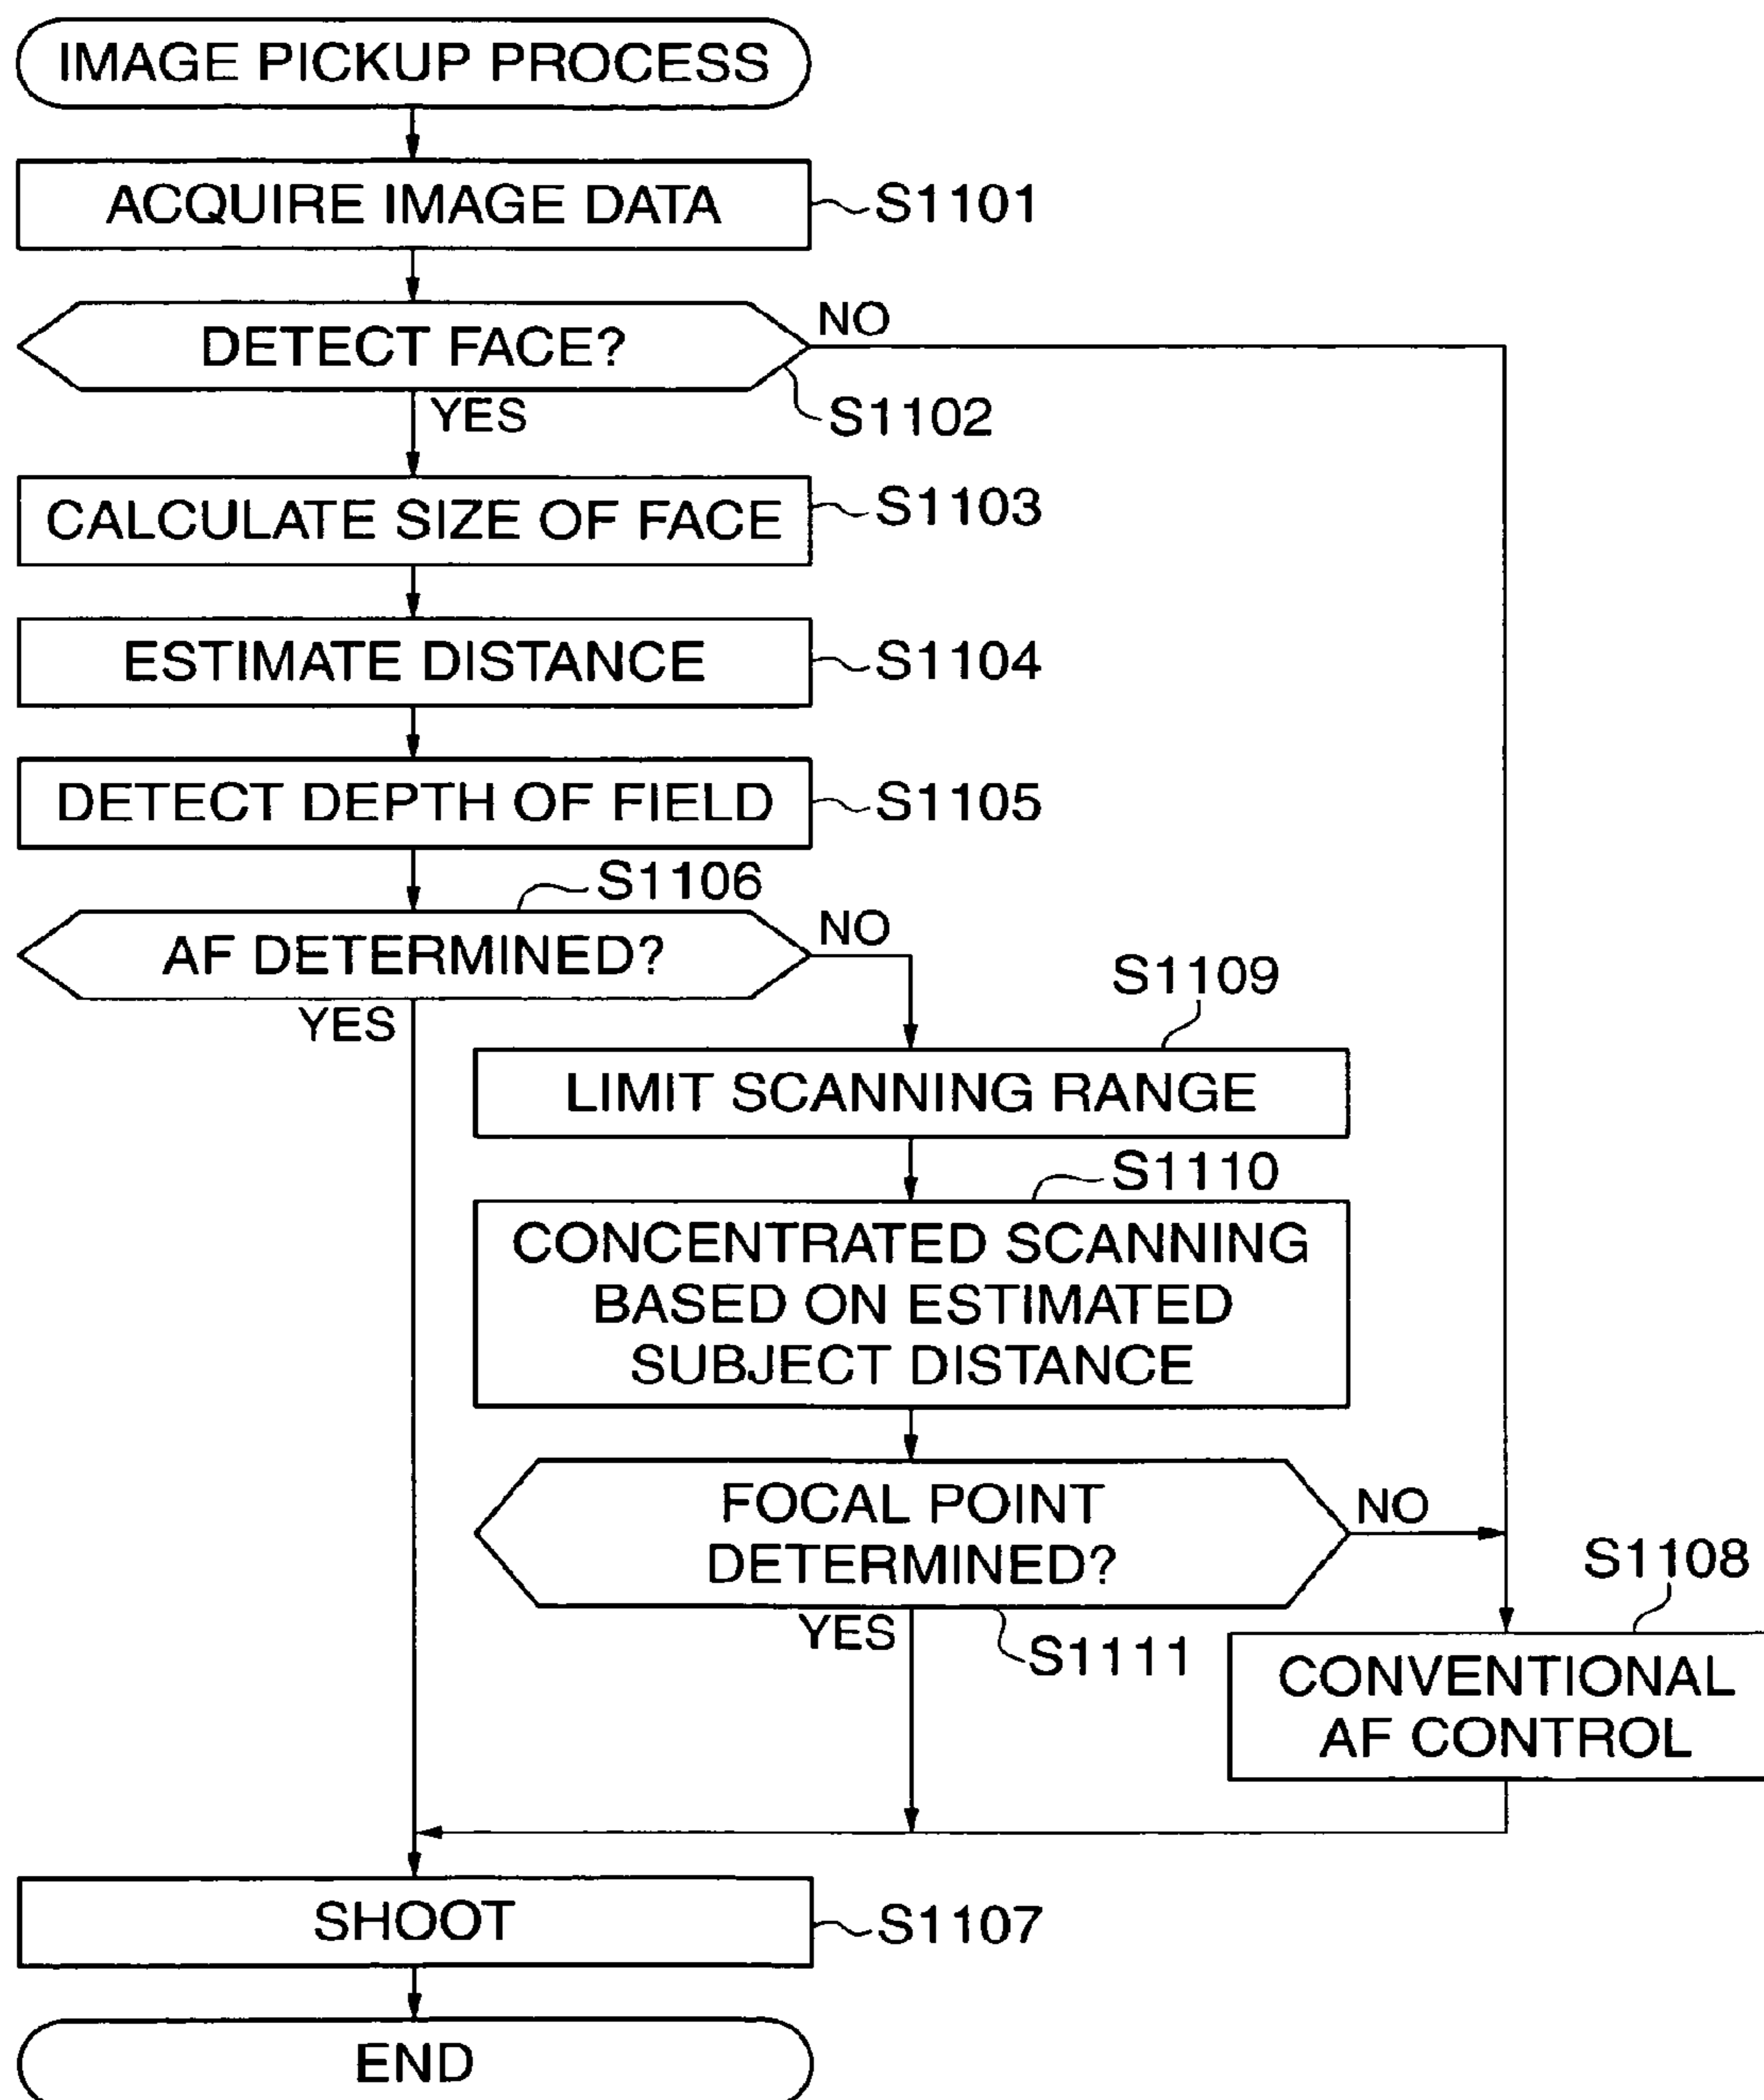 IMAGE PICKUP PROCESS
ACQUIRE IMAGE DATA
S1101
DETECT FACE?
NO
YES
S1102
CALCULATE SIZE OF FACE
S1103
ESTIMATE DISTANCE
S1104
DETECT DEPTH OF FIELD
S1105
S1106
AF DETERMINED?
NO
YES
S1109
LIMIT SCANNING RANGE
S1110
CONCENTRATED SCANNING
BASED ON ESTIMATED
SUBJECT DISTANCE
FOCAL POINT
DETERMINED?
NO
YES
S1111
S1108
CONVENTIONAL
AF CONTROL
SHOOT
S1107
END